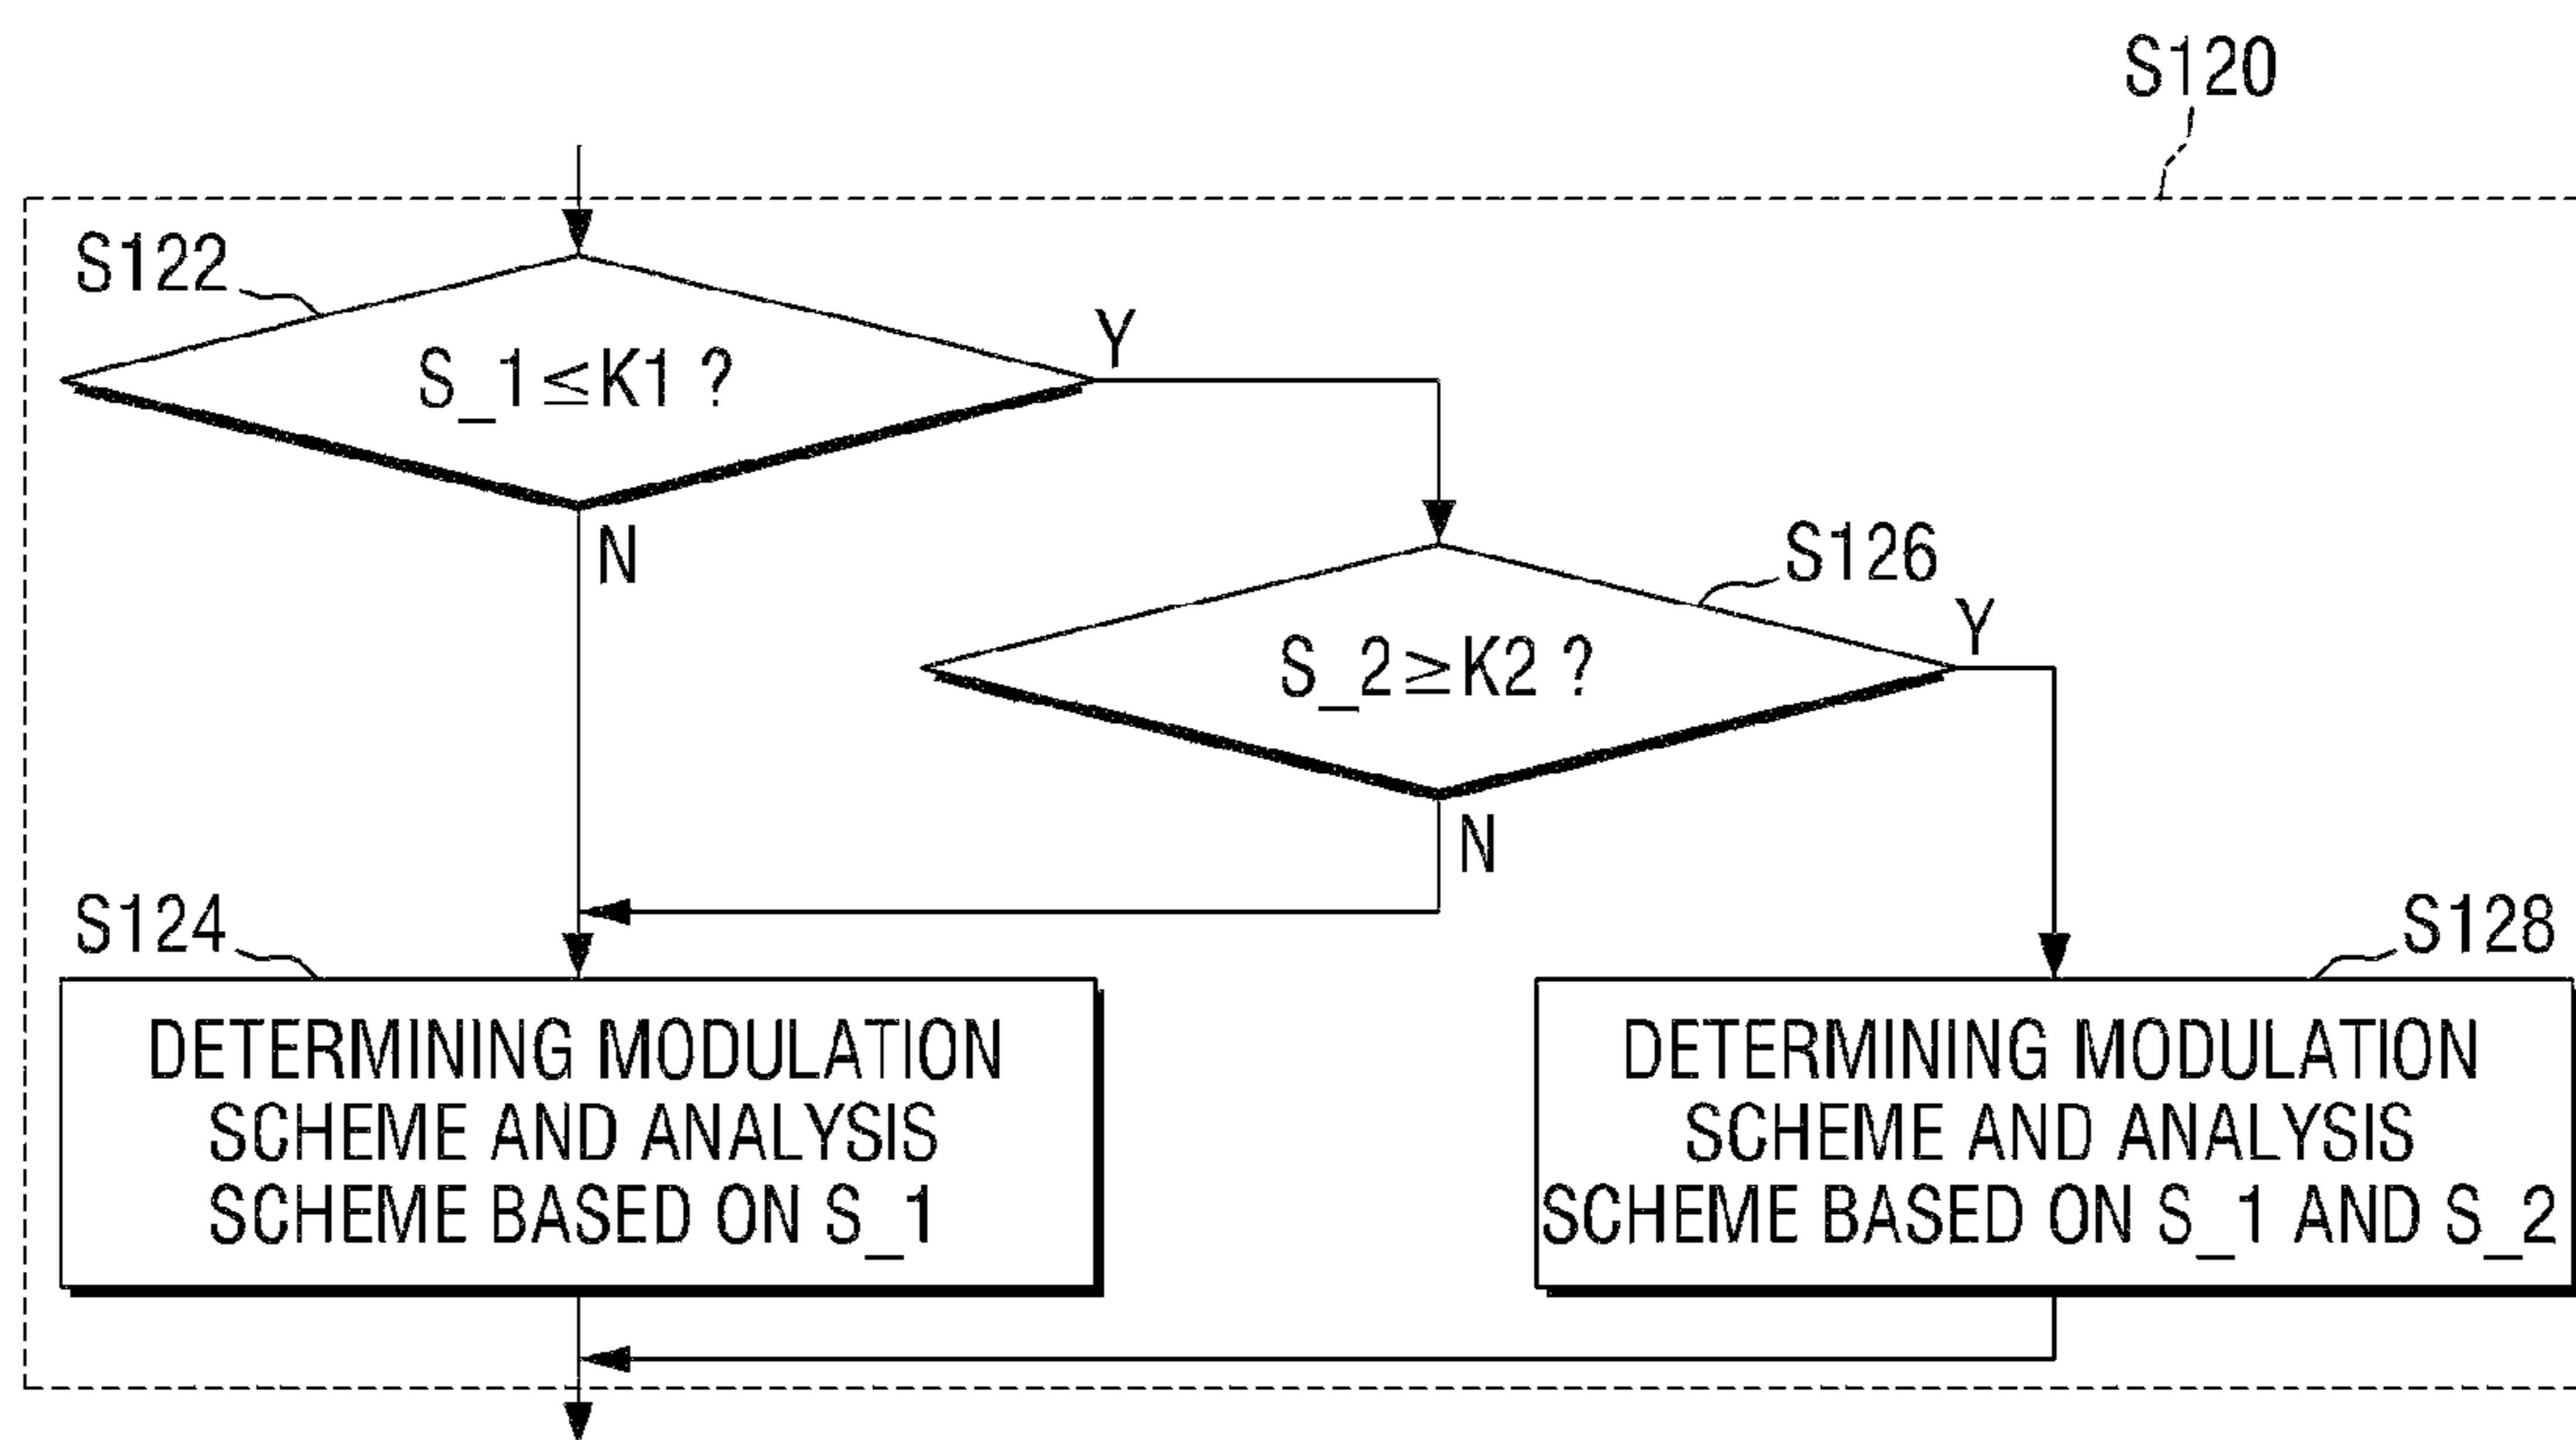 S120
S122
S_1≤K1 ?
Y
N
S126
S_2≥K2 ?
Y
N
S124
DETERMINING MODULATION
SCHEME AND ANALYSIS
SCHEME BASED ON S_1
S128
DETERMINING MODULATION
SCHEME AND ANALYSIS
SCHEME BASED ON S_1 AND S_2